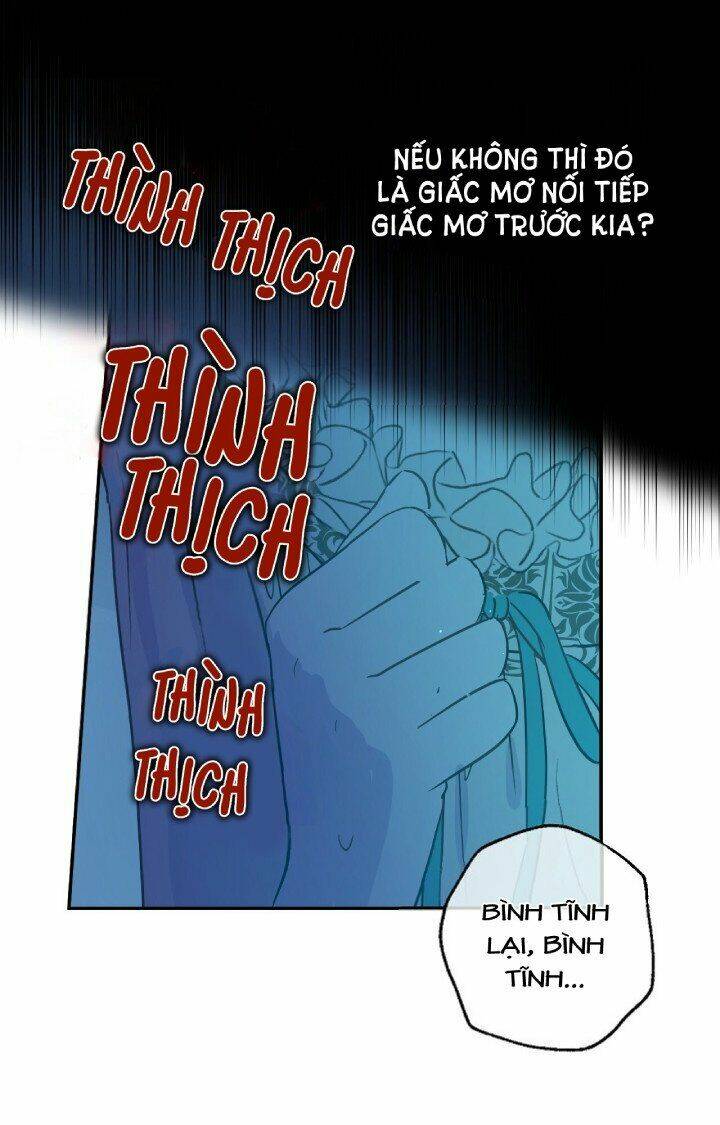 NẾU KHÔNG THÌ ĐÓ
LÀ GIẤC MƠ NỐI TIẾP
GIẤC MƠ TRƯỚC KIA?
THÌNH THỊCH
THÌNH
THỊCH
THÌNH
THỊCH
BÌNH TĨNH
LẠI, BÌNH
TĨNH...